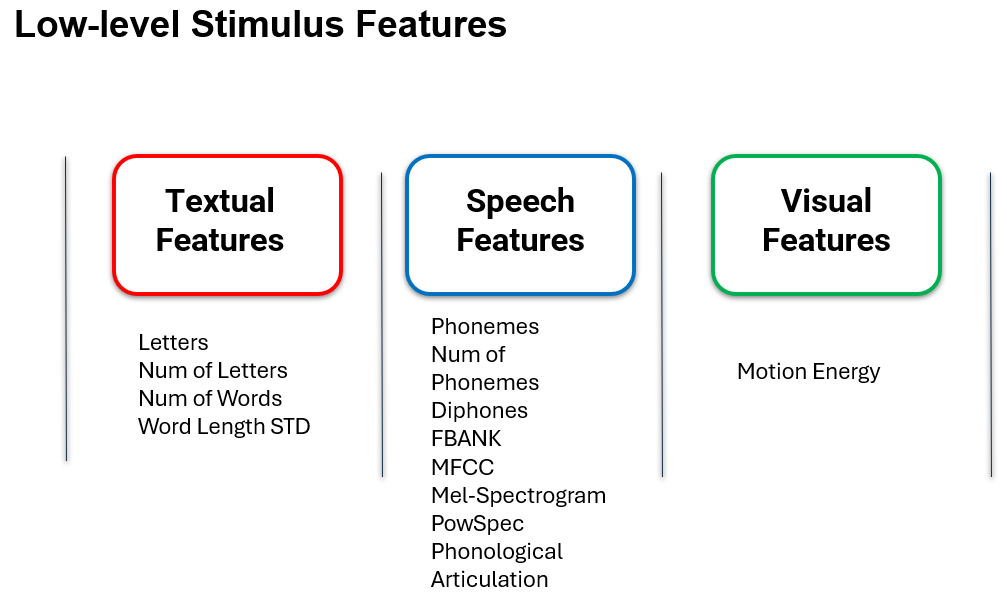 Low-level Stimulus Features
Textual
Features
Letters
Num of Letters
Num of Words
Word Length STD
Speech
Features
Phonemes
Num of
Phonemes
Diphones
FBANK
MFCC
Mel-Spectrogram
PowSpec
Phonological
Articulation
Visual
Features
Motion Energy